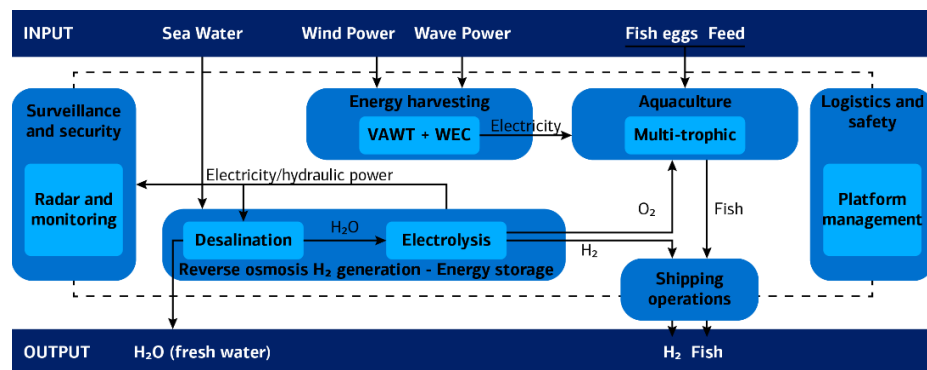 INPUT
Sea Water
Wind Power
Wave Power
Fish eggs Feed
Surveillance
and security
Radar and
monitoring
Energy harvesting
VAWT + WEC
Electricity
Aquaculture
Multi-trophic
Logistics and
safety
Platform
management
Electricity/hydraulic power
Desalination
H₂O
Electrolysis
Reverse osmosis H₂ generation - Energy storage
O₂
H₂
Fish
Shipping
operations
OUTPUT
H₂O (fresh water)
H₂ Fish